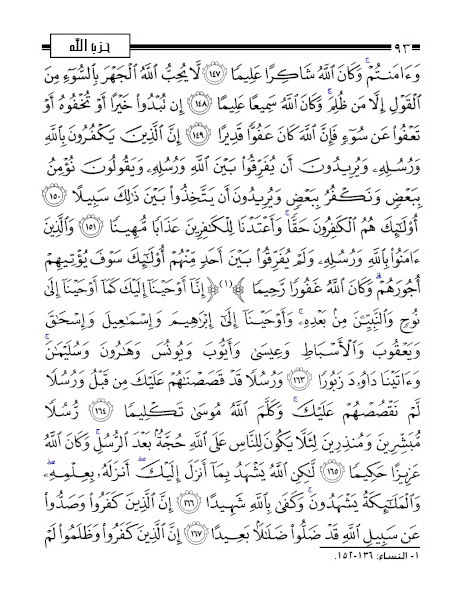 ٩٣ حزب الله
وَءَامَنتُمْ ۚ وَكَانَ ٱللَّهُ شَاكِرًا عَلِيمًا ﴿١٤٧﴾ لَّا يُحِبُّ ٱللَّهُ ٱلْجَهْرَ بِٱلسُّوٓءِ مِنَ
ٱلْقَوْلِ إِلَّا مَن ظُلِمَ ۚ وَكَانَ ٱللَّهُ سَمِيعًا عَلِيمًا ﴿١٤٨﴾ إِن تُبْدُوا۟ خَيْرًا أَوْ تُخْفُوهُ أَوْ
تَعْفُوا۟ عَن سُوٓءٍ فَإِنَّ ٱللَّهَ كَانَ عَفُوًّا قَدِيرًا ﴿١٤٩﴾ إِنَّ ٱلَّذِينَ يَكْفُرُونَ بِٱللَّهِ
وَرُسُلِهِۦ وَيُرِيدُونَ أَن يُفَرِّقُوا۟ بَيْنَ ٱللَّهِ وَرُسُلِهِۦ وَيَقُولُونَ نُؤْمِنُ
بِبَعْضٍ وَنَكْفُرُ بِبَعْضٍ وَيُرِيدُونَ أَن يَتَّخِذُوا۟ بَيْنَ ذَٰلِكَ سَبِيلًا ﴿١٥٠﴾
أُو۟لَٰٓئِكَ هُمُ ٱلْكَٰفِرُونَ حَقًّا ۚ وَأَعْتَدْنَا لِلْكَٰفِرِينَ عَذَابًا مُّهِينًا ﴿١٥١﴾ وَٱلَّذِينَ
ءَامَنُوا۟ بِٱللَّهِ وَرُسُلِهِۦ وَلَمْ يُفَرِّقُوا۟ بَيْنَ أَحَدٍ مِّنْهُمْ أُو۟لَٰٓئِكَ سَوْفَ يُؤْتِيهِمْ
أُجُورَهُمْ ۗ وَكَانَ ٱللَّهُ غَفُورًا رَّحِيمًا ﴿(١)﴾ إِنَّآ أَوْحَيْنَآ إِلَيْكَ كَمَآ أَوْحَيْنَآ إِلَىٰ
نُوحٍ وَٱلنَّبِيِّـۧنَ مِنۢ بَعْدِهِۦ ۚ وَأَوْحَيْنَآ إِلَىٰٓ إِبْرَٰهِيمَ وَإِسْمَٰعِيلَ وَإِسْحَٰقَ
وَيَعْقُوبَ وَٱلْأَسْبَاطِ وَعِيسَىٰ وَأَيُّوبَ وَيُونُسَ وَهَٰرُونَ وَسُلَيْمَٰنَ ۚ
وَءَاتَيْنَا دَاوُۥدَ زَبُورًا ﴿١٦٣﴾ وَرُسُلًا قَدْ قَصَصْنَٰهُمْ عَلَيْكَ مِن قَبْلُ وَرُسُلًا
لَّمْ نَقْصُصْهُمْ عَلَيْكَ ۚ وَكَلَّمَ ٱللَّهُ مُوسَىٰ تَكْلِيمًا ﴿١٦٤﴾ رُّسُلًا
مُّبَشِّرِينَ وَمُنذِرِينَ لِئَلَّا يَكُونَ لِلنَّاسِ عَلَى ٱللَّهِ حُجَّةٌۢ بَعْدَ ٱلرُّسُلِ ۚ وَكَانَ ٱللَّهُ
عَزِيزًا حَكِيمًا ﴿١٦٥﴾ لَّٰكِنِ ٱللَّهُ يَشْهَدُ بِمَآ أَنزَلَ إِلَيْكَ ۖ أَنزَلَهُۥ بِعِلْمِهِۦ ۖ
وَٱلْمَلَٰٓئِكَةُ يَشْهَدُونَ ۚ وَكَفَىٰ بِٱللَّهِ شَهِيدًا ﴿١٦٦﴾ إِنَّ ٱلَّذِينَ كَفَرُوا۟ وَصَدُّوا۟
عَن سَبِيلِ ٱللَّهِ قَدْ ضَلُّوا۟ ضَلَٰلًۢا بَعِيدًا ﴿١٦٧﴾ إِنَّ ٱلَّذِينَ كَفَرُوا۟ وَظَلَمُوا۟ لَمْ
١- النساء: ١٣٦-١٥٢.